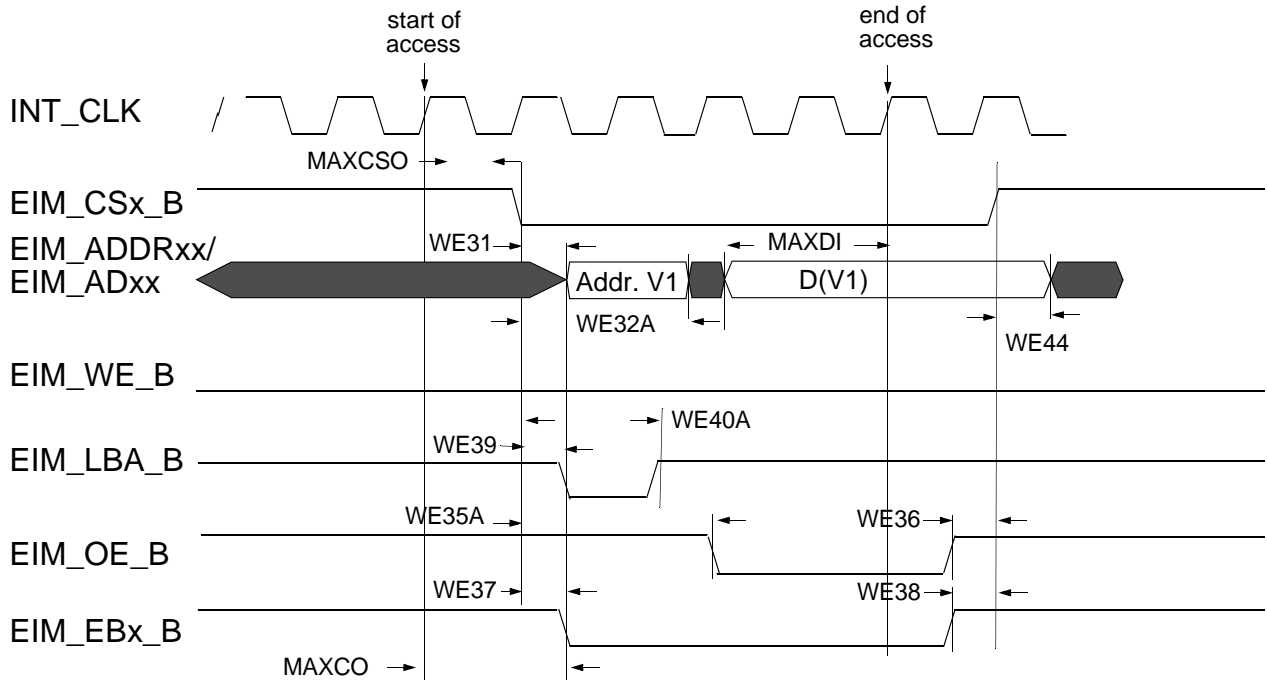 start of
access
end of
access
INT_CLK
MAXCSO
EIM_CSx_B
EIM_ADDRxx/
EIM_ADxx
WE31
MAXDI
Addr. V1
D(V1)
WE32A
WE44
EIM_WE_B
WE40A
WE39
EIM_LBA_B
WE35A
WE36
EIM_OE_B
WE37
WE38
EIM_EBx_B
MAXCO